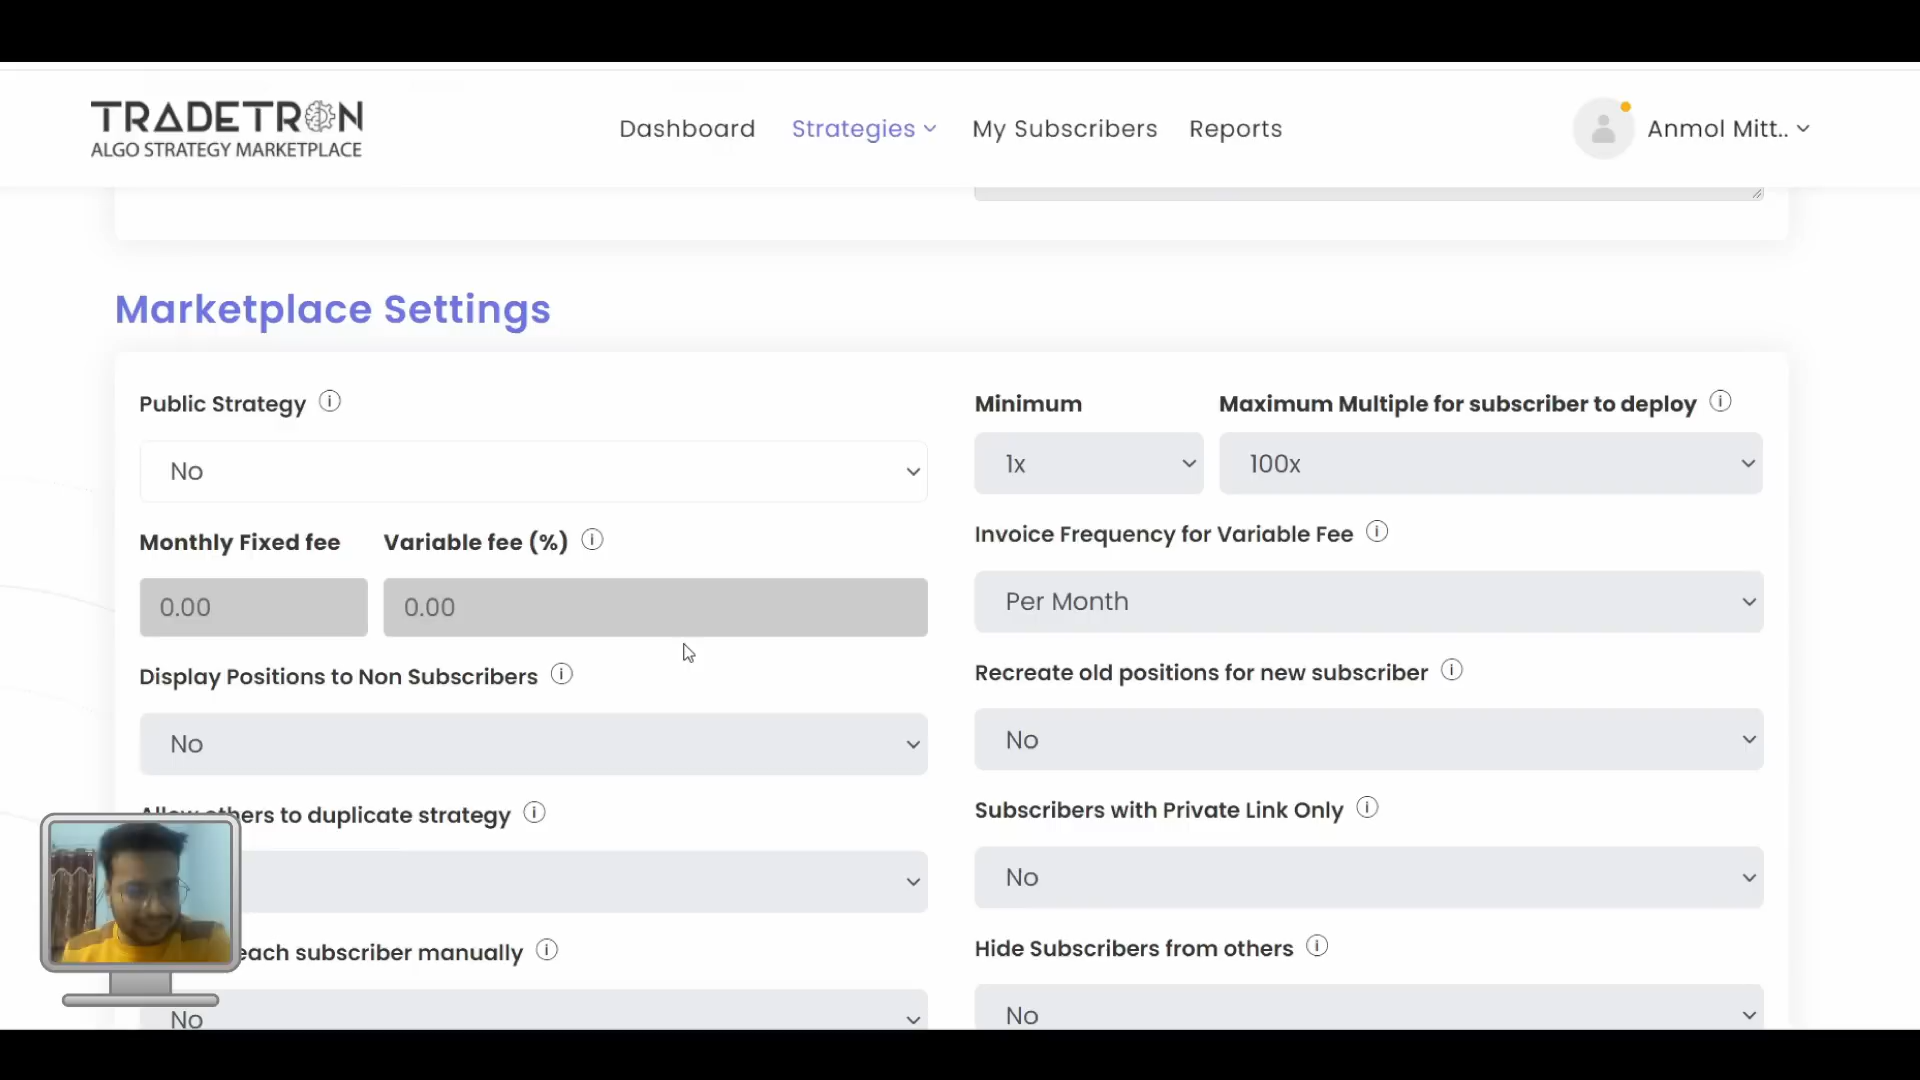 TRADETRON
ALGO STRATEGY MARKETPLACE
Dashboard
Strategies
My Subscribers
Reports
Anmol Mitt..
Marketplace Settings
Public Strategy
No
Minimum
1x
Maximum Multiple for subscriber to deploy
100x
Monthly Fixed fee
0.00
Variable fee (%)
0.00
Invoice Frequency for Variable Fee
Per Month
Display Positions to Non Subscribers
No
Recreate old positions for new subscriber
No
others to duplicate strategy
Subscribers with Private Link Only
No
each subscriber manually
No
Hide Subscribers from others
No